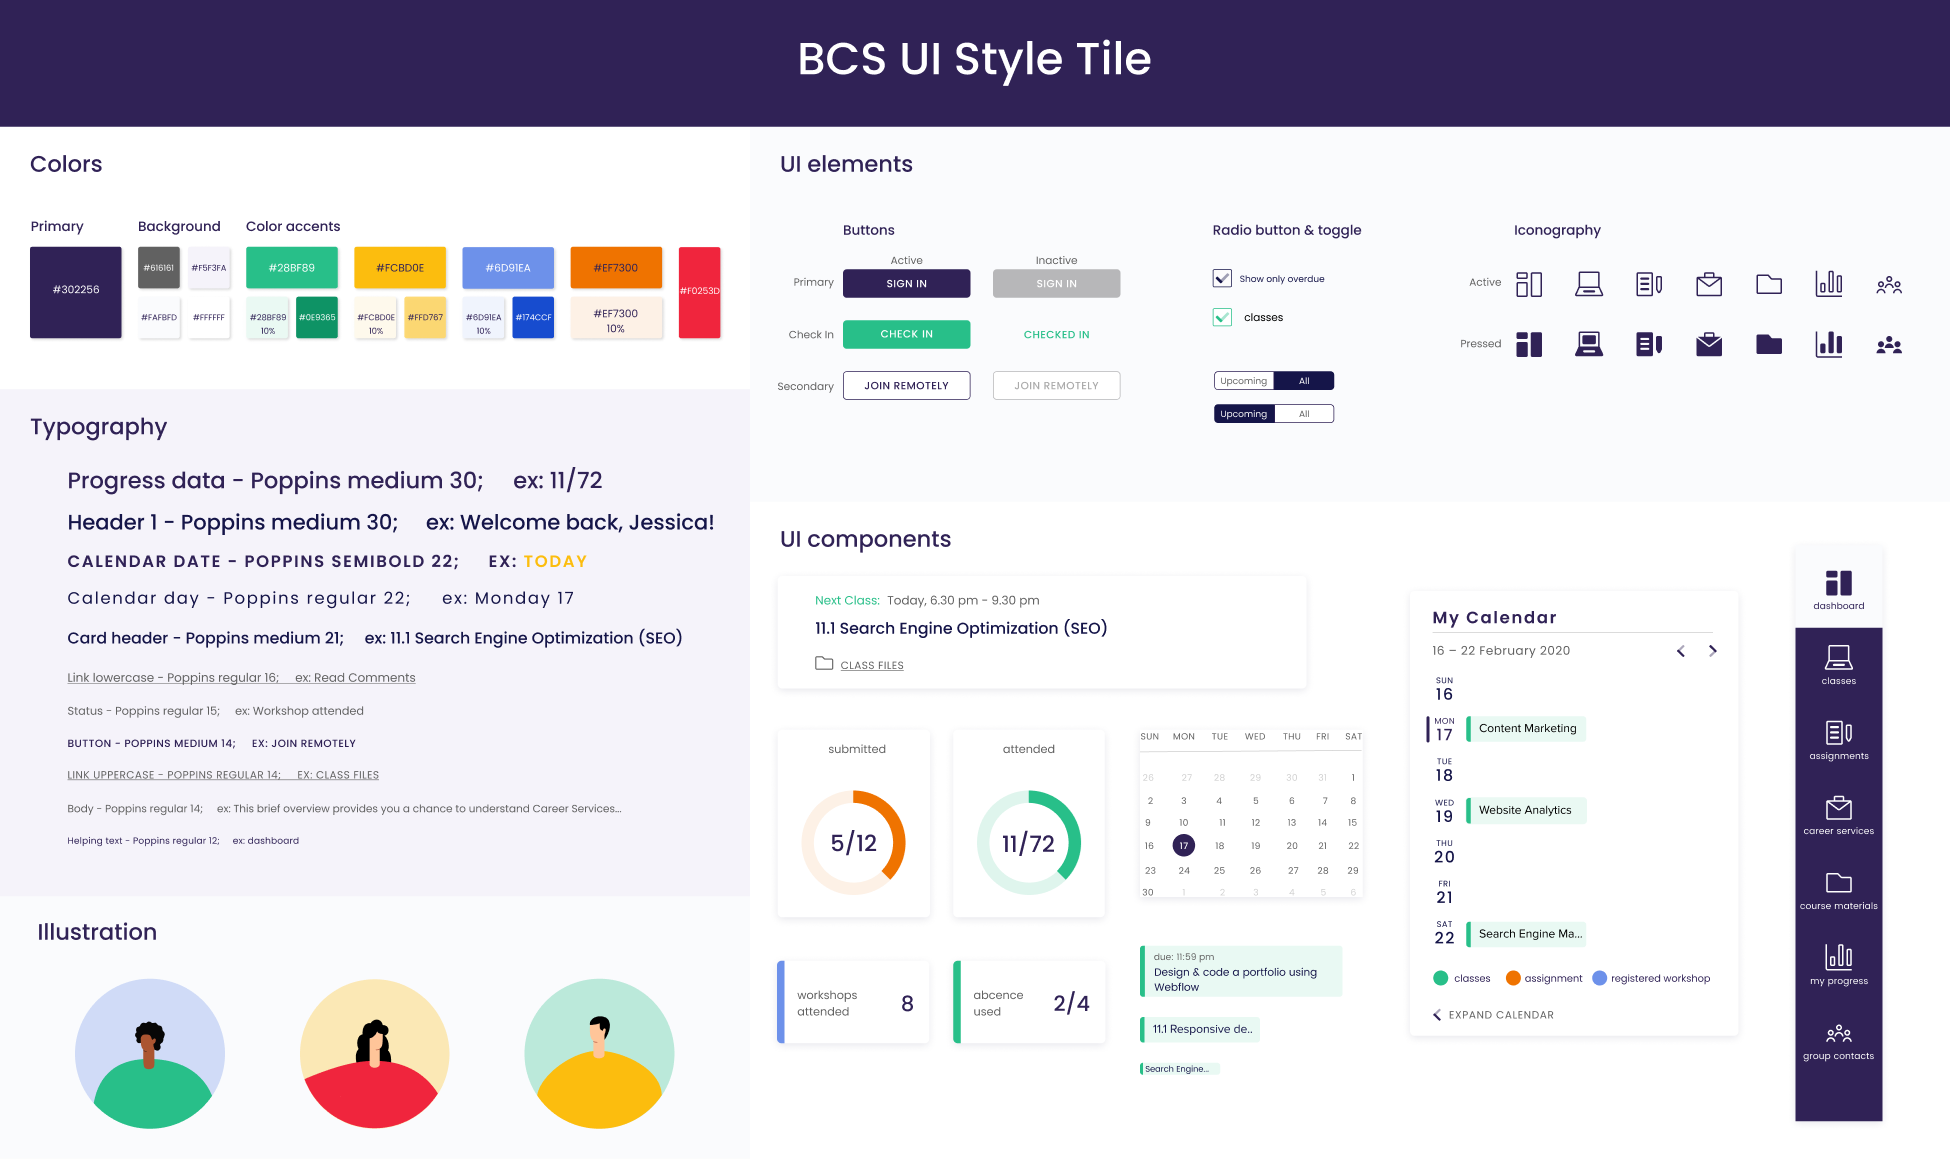 BCS UI Style Tile
Colors
Primary
Background
Color accents
#302256
#616161
#F5F3FA
#28BF89
#FCBD0E
#6D91EA
#EF7300
#F0253D
#FAFBFD
#FFFFFF
#28BF89
10%
#0E9365
#FCBD0E
10%
#FFD767
#6D91EA
10%
#174CCF
#EF7300
10%
Typography
Progress data - Poppins medium 30; ex: 11/72
Header 1 - Poppins medium 30; ex: Welcome back, Jessica!
CALENDAR DATE - POPPINS SEMIBOLD 22; EX: TODAY
Calendar day - Poppins regular 22; ex: Monday 17
Card header - Poppins medium 21; ex: 11.1 Search Engine Optimization (SEO)
Link lowercase - Poppins regular 16; ex: Read Comments
Status - Poppins regular 15; ex: Workshop attended
BUTTON - POPPINS MEDIUM 14; EX: JOIN REMOTELY
LINK UPPERCASE - POPPINS REGULAR 14; EX: CLASS FILES
Body - Poppins regular 14; ex: This brief overview provides you a chance to understand Career Services...
Helping text - Poppins regular 12; ex: dashboard
Illustration
UI elements
Buttons
Active
Inactive
Primary
SIGN IN
SIGN IN
Check In
CHECK IN
CHECKED IN
Secondary
JOIN REMOTELY
JOIN REMOTELY
Radio button & toggle
Show only overdue
classes
Upcoming All
Upcoming All
Iconography
Active
Pressed
UI components
Next Class: Today, 6.30 pm - 9.30 pm
11.1 Search Engine Optimization (SEO)
CLASS FILES
submitted
5/12
attended
11/72
SUN MON TUE WED THU FRI SAT
26 27 28 29 30 31 1
2 3 4 5 6 7 8
9 10 11 12 13 14 15
16 17 18 19 20 21 22
23 24 25 26 27 28 29
30 1 2 3 4 5 6
workshops
attended
8
abcence
used
2/4
due: 11:59 pm
Design & code a portfolio using
Webflow
11.1 Responsive de..
Search Engine...
My Calendar
16 – 22 February 2020
SUN
16
MON
17
Content Marketing
TUE
18
WED
19
Website Analytics
THU
20
FRI
21
SAT
22
Search Engine Ma...
classes
assignment
registered workshop
EXPAND CALENDAR
dashboard
classes
assignments
career services
course materials
my progress
group contacts